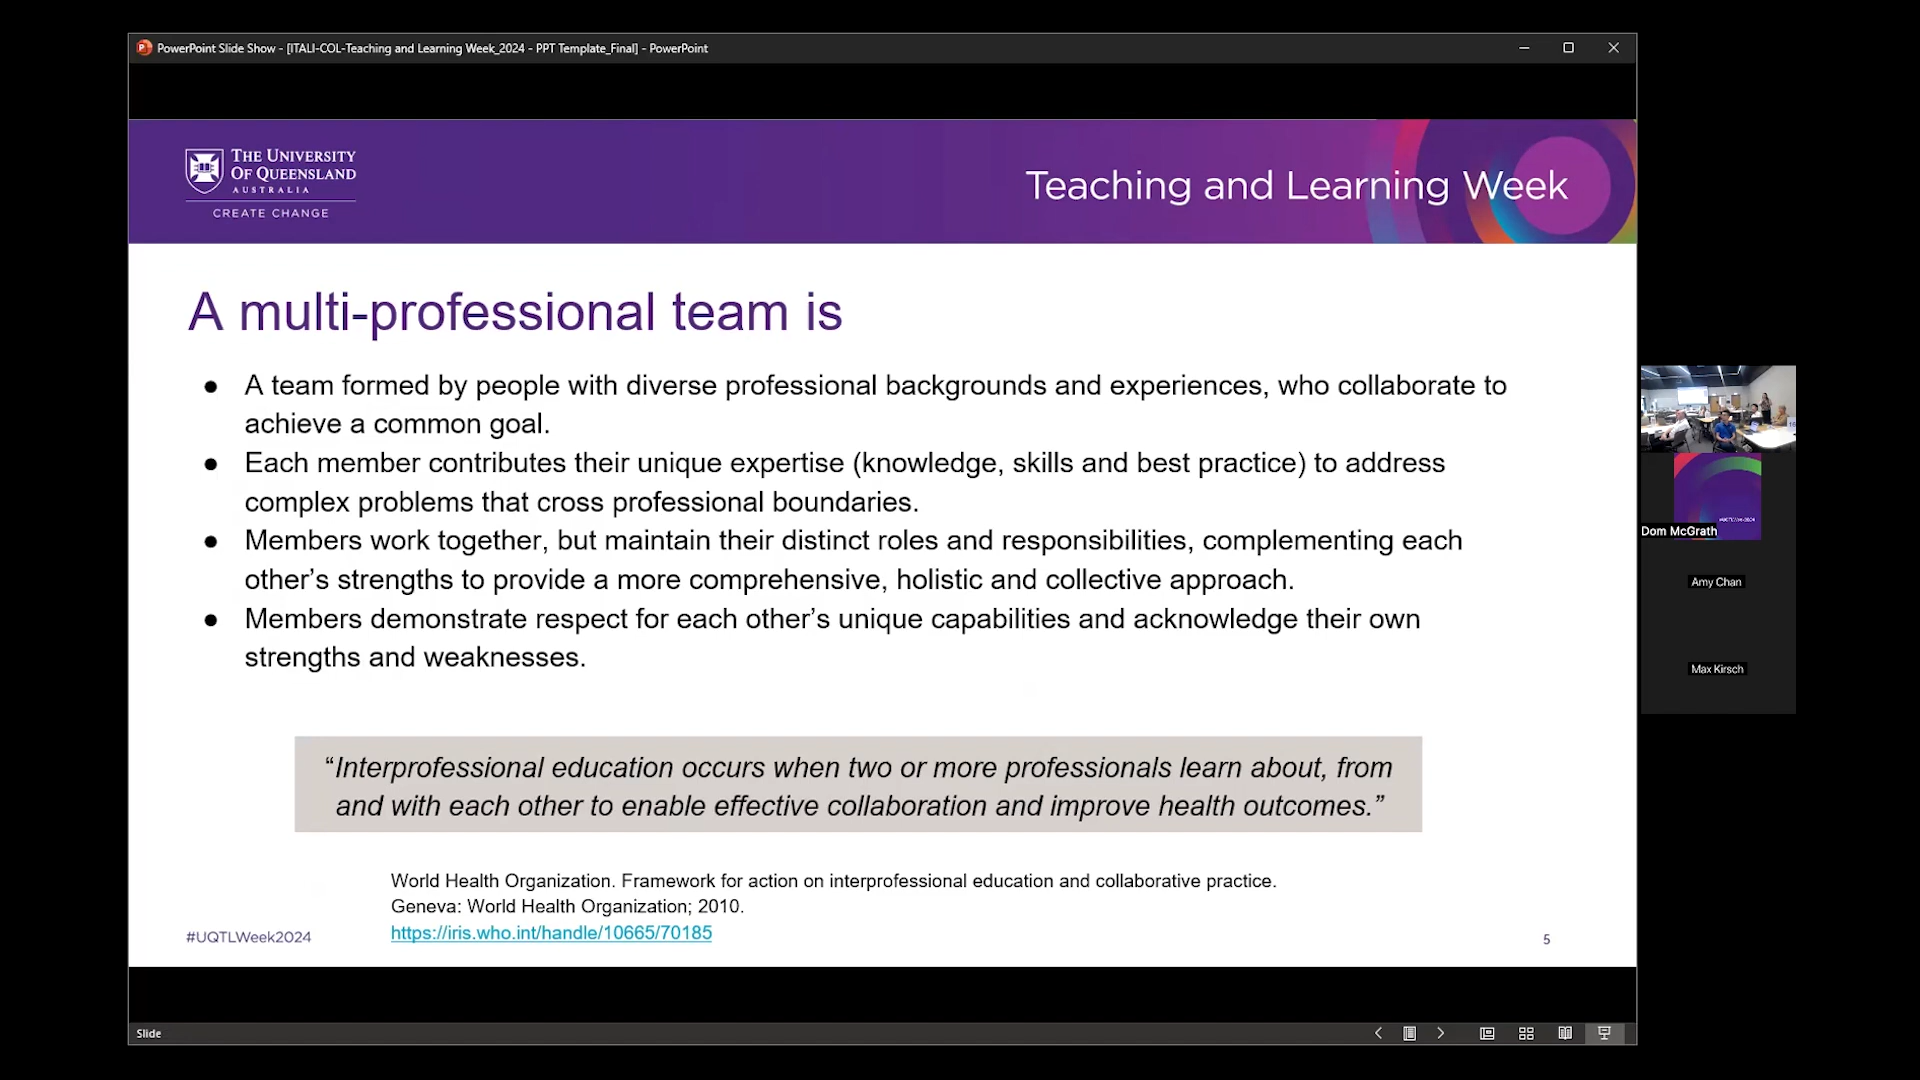 PowerPoint Slide Show - [ITALI-COL-Teaching and Learning Week_2024 - PPT Template_Final] - PowerPoint
THE UNIVERSITY
OF QUEENSLAND
AUSTRALIA
CREATE CHANGE
Teaching and Learning Week
A multi-professional team is
● A team formed by people with diverse professional backgrounds and experiences, who collaborate to
achieve a common goal.
● Each member contributes their unique expertise (knowledge, skills and best practice) to address
complex problems that cross professional boundaries.
● Members work together, but maintain their distinct roles and responsibilities, complementing each
other’s strengths to provide a more comprehensive, holistic and collective approach.
● Members demonstrate respect for each other’s unique capabilities and acknowledge their own
strengths and weaknesses.
“Interprofessional education occurs when two or more professionals learn about, from
and with each other to enable effective collaboration and improve health outcomes.”
World Health Organization. Framework for action on interprofessional education and collaborative practice.
Geneva: World Health Organization; 2010.
https://iris.who.int/handle/10665/70185
#UQTLWeek2024
5
Dom McGrath
Amy Chan
Max Kirsch
Slide